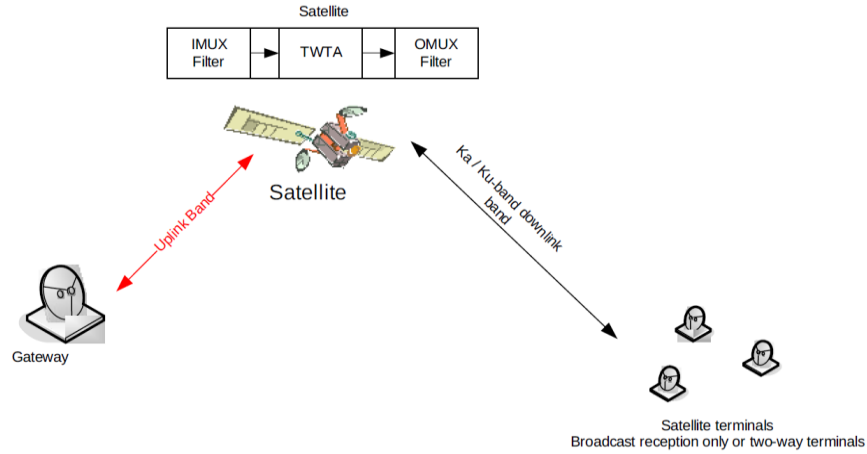 Satellite
IMUX
Filter
TWTA
OMUX
Filter
Satellite
Uplink Band
Ka / Ku-band downlink
band
Gateway
Satellite terminals
Broadcast reception only or two-way terminals